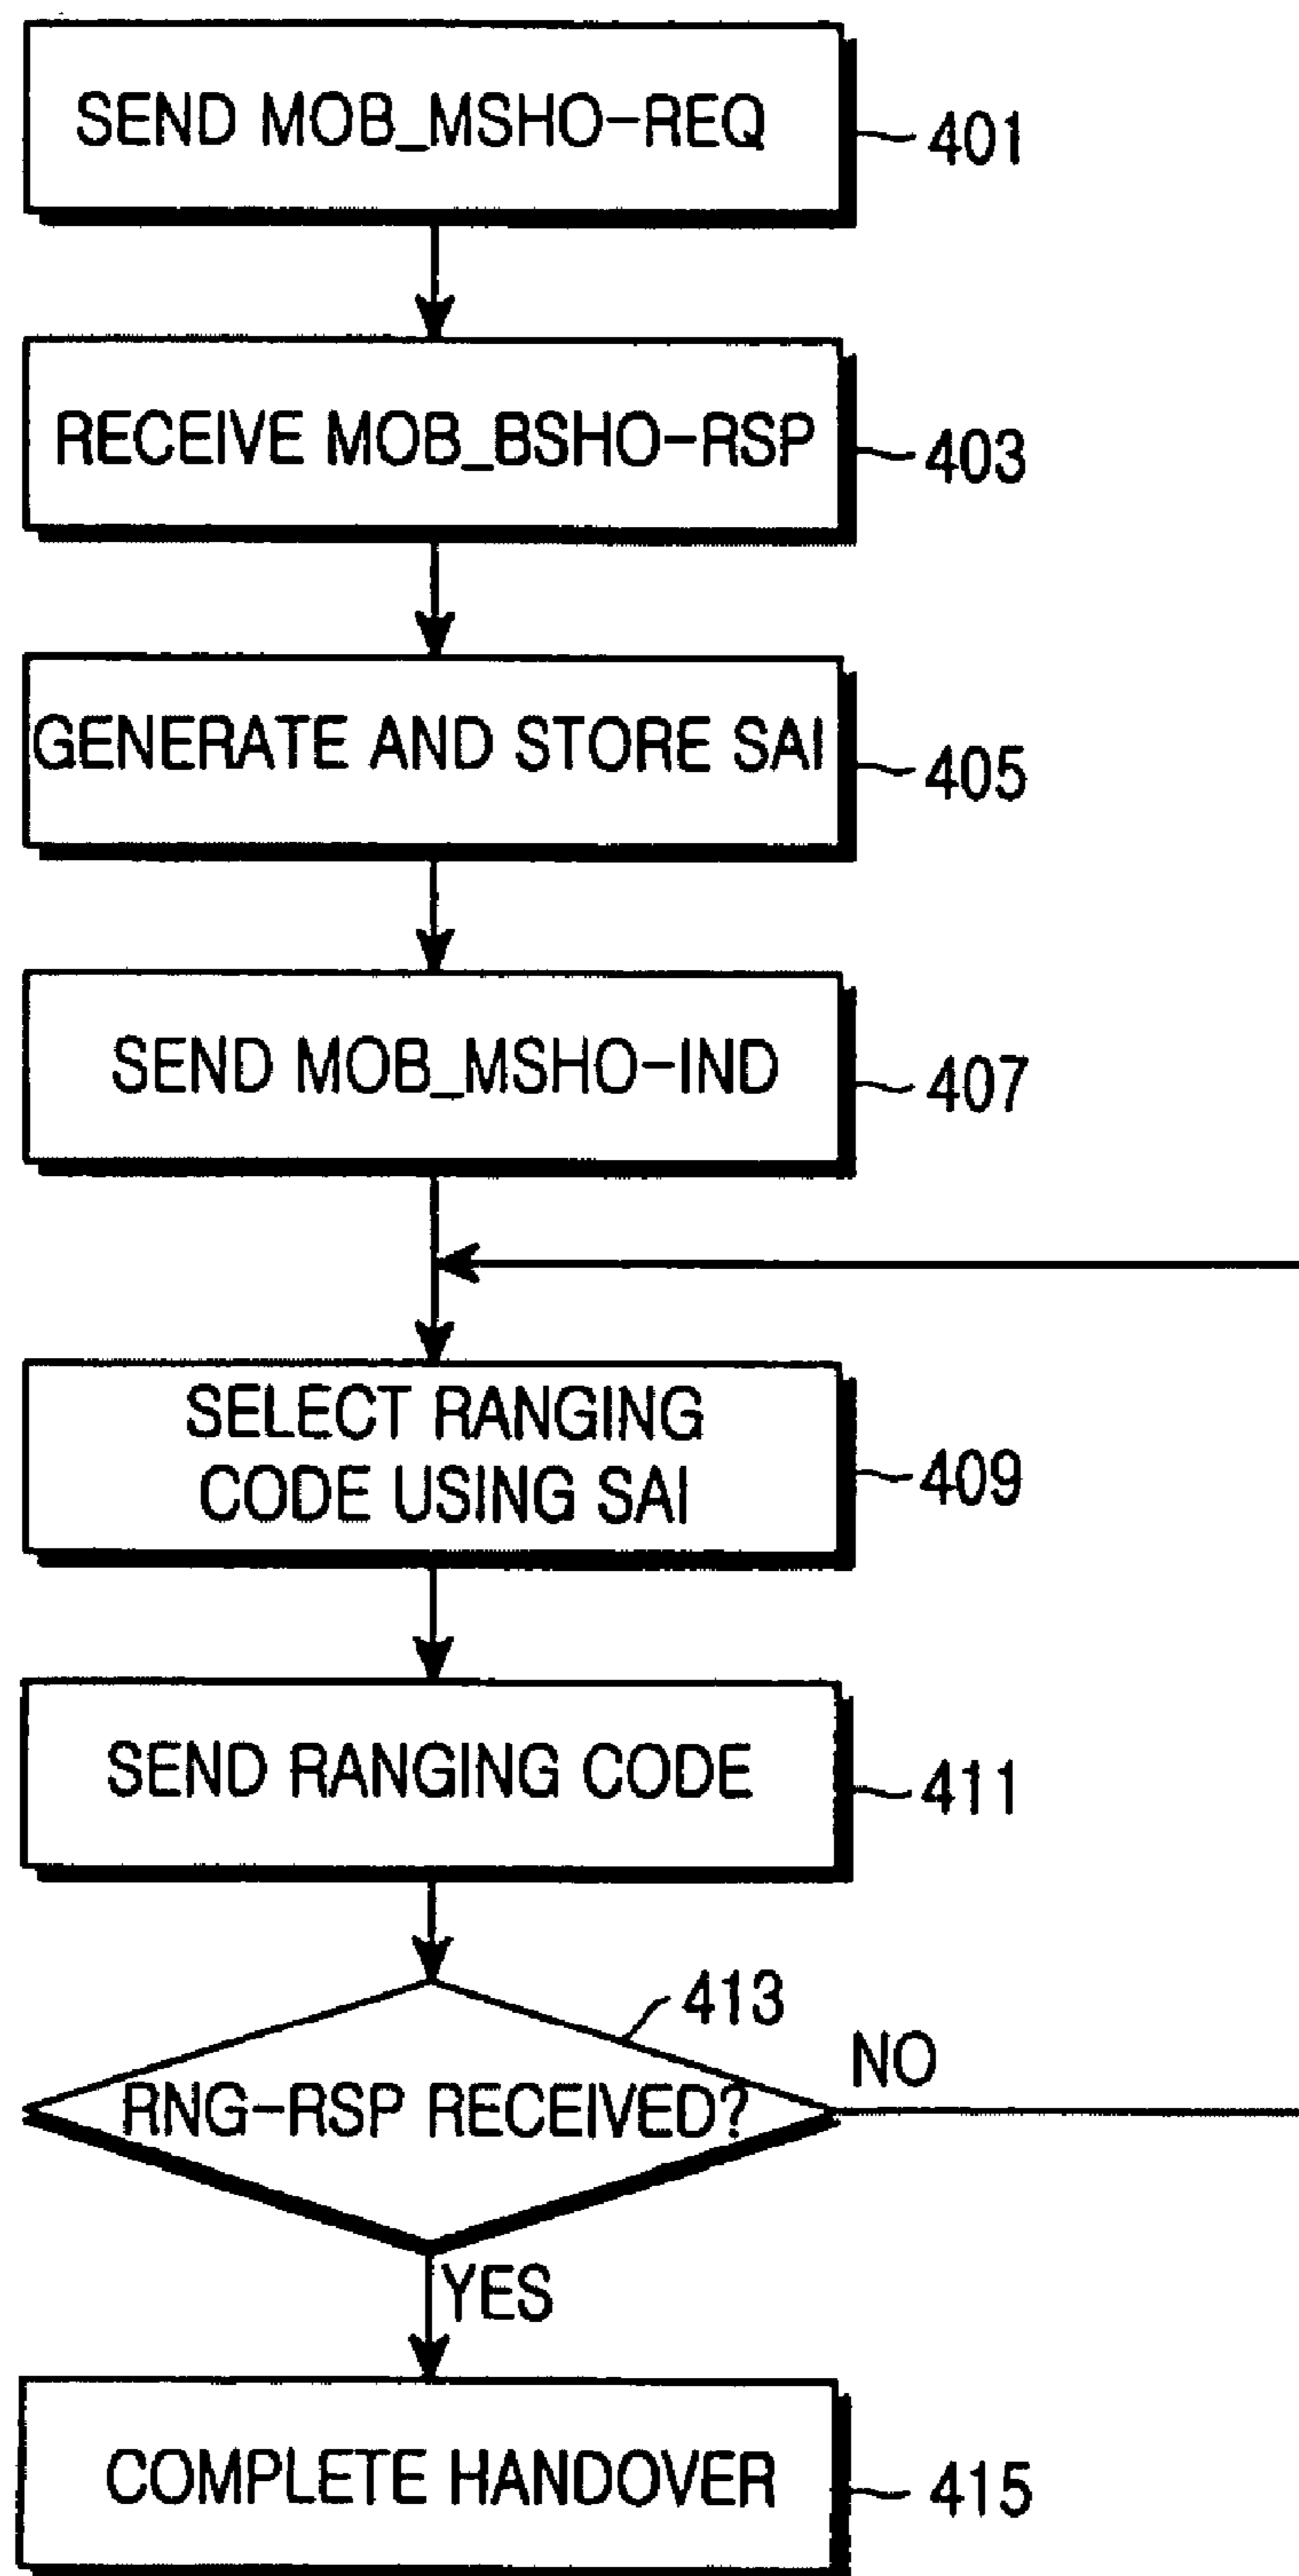 SEND MOB_MSHO-REQ
401
RECEIVE MOB_BSHO-RSP
403
GENERATE AND STORE SAI
405
SEND MOB_MSHO-IND
407
SELECT RANGING
CODE USING SAI
409
SEND RANGING CODE
411
413
RNG-RSP RECEIVED?
NO
YES
COMPLETE HANDOVER
415